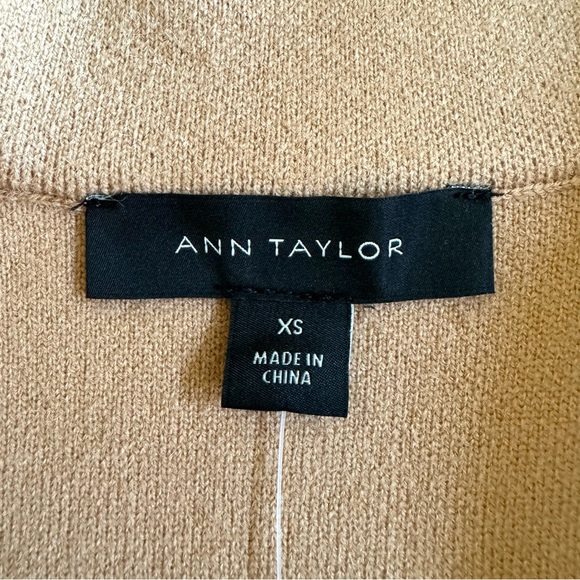 ANN TAYLOR
XS
MADE IN
CHINA